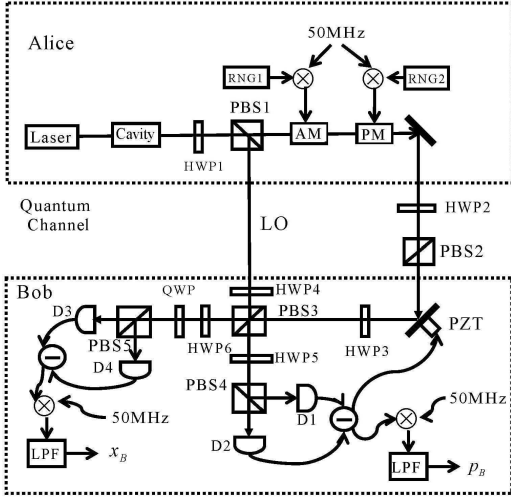 Alice
50MHz
RNG1
RNG2
PBS1
Laser
Cavity
AM
PM
HWP1
Quantum
Channel
LO
HWP2
PBS2
Bob
D3
QWP
HWP4
PBS3
PZT
PBS5
HWP6
HWP3
D4
HWP5
PBS4
D1
50MHz
50MHz
D2
LPF
x_B
LPF
p_B